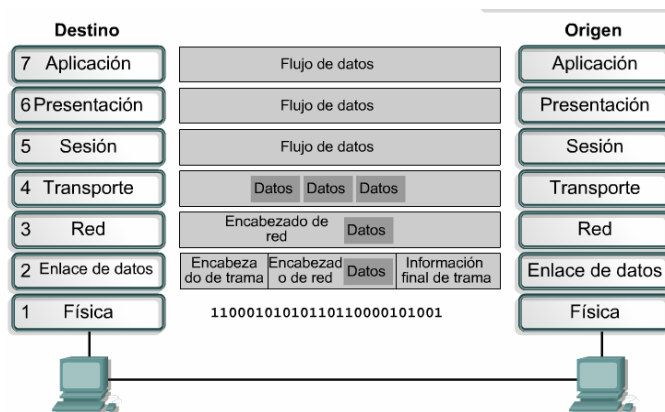 Destino
Origen
7 Aplicación
Flujo de datos
Aplicación
6 Presentación
Flujo de datos
Presentación
5 Sesión
Flujo de datos
Sesión
4 Transporte
Datos Datos Datos
Transporte
3 Red
Encabezado de
red
Datos
Red
2 Enlace de datos
Encabeza
do de trama
Encabezad
o de red
Datos
Información
final de trama
Enlace de datos
1 Física
11000101010110110000101001
Física